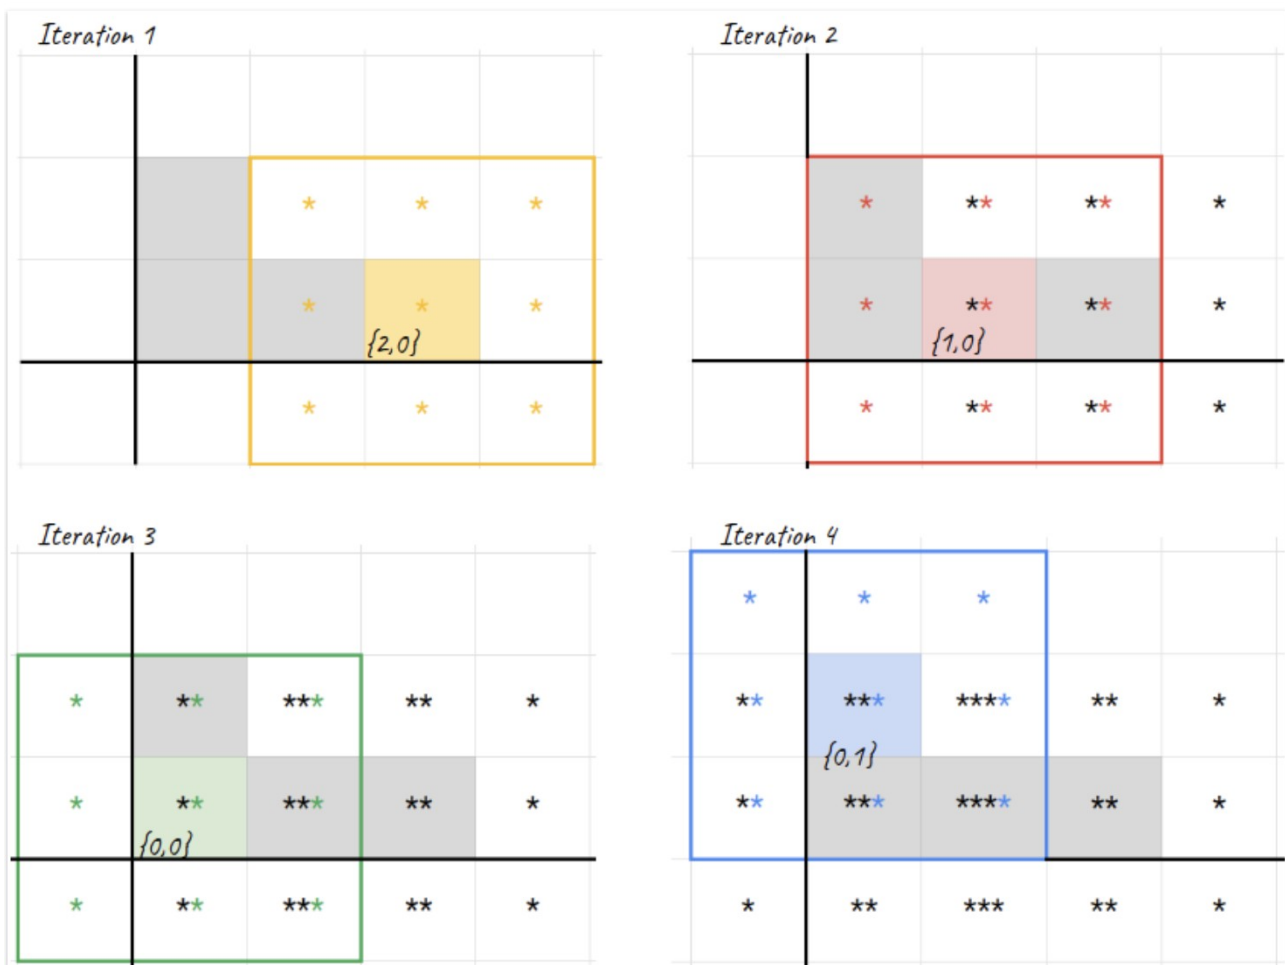 Iteration 1
* * *
* * *
{2,0}
* * *
Iteration 2
* ** ** *
* ** ** *
{1,0}
* ** ** *
Iteration 3
* ** *** ** *
* ** *** ** *
{0,0}
* ** *** ** *
Iteration 4
* * *
** *** **** ** *
{0,1}
** *** **** ** *
* ** *** ** *